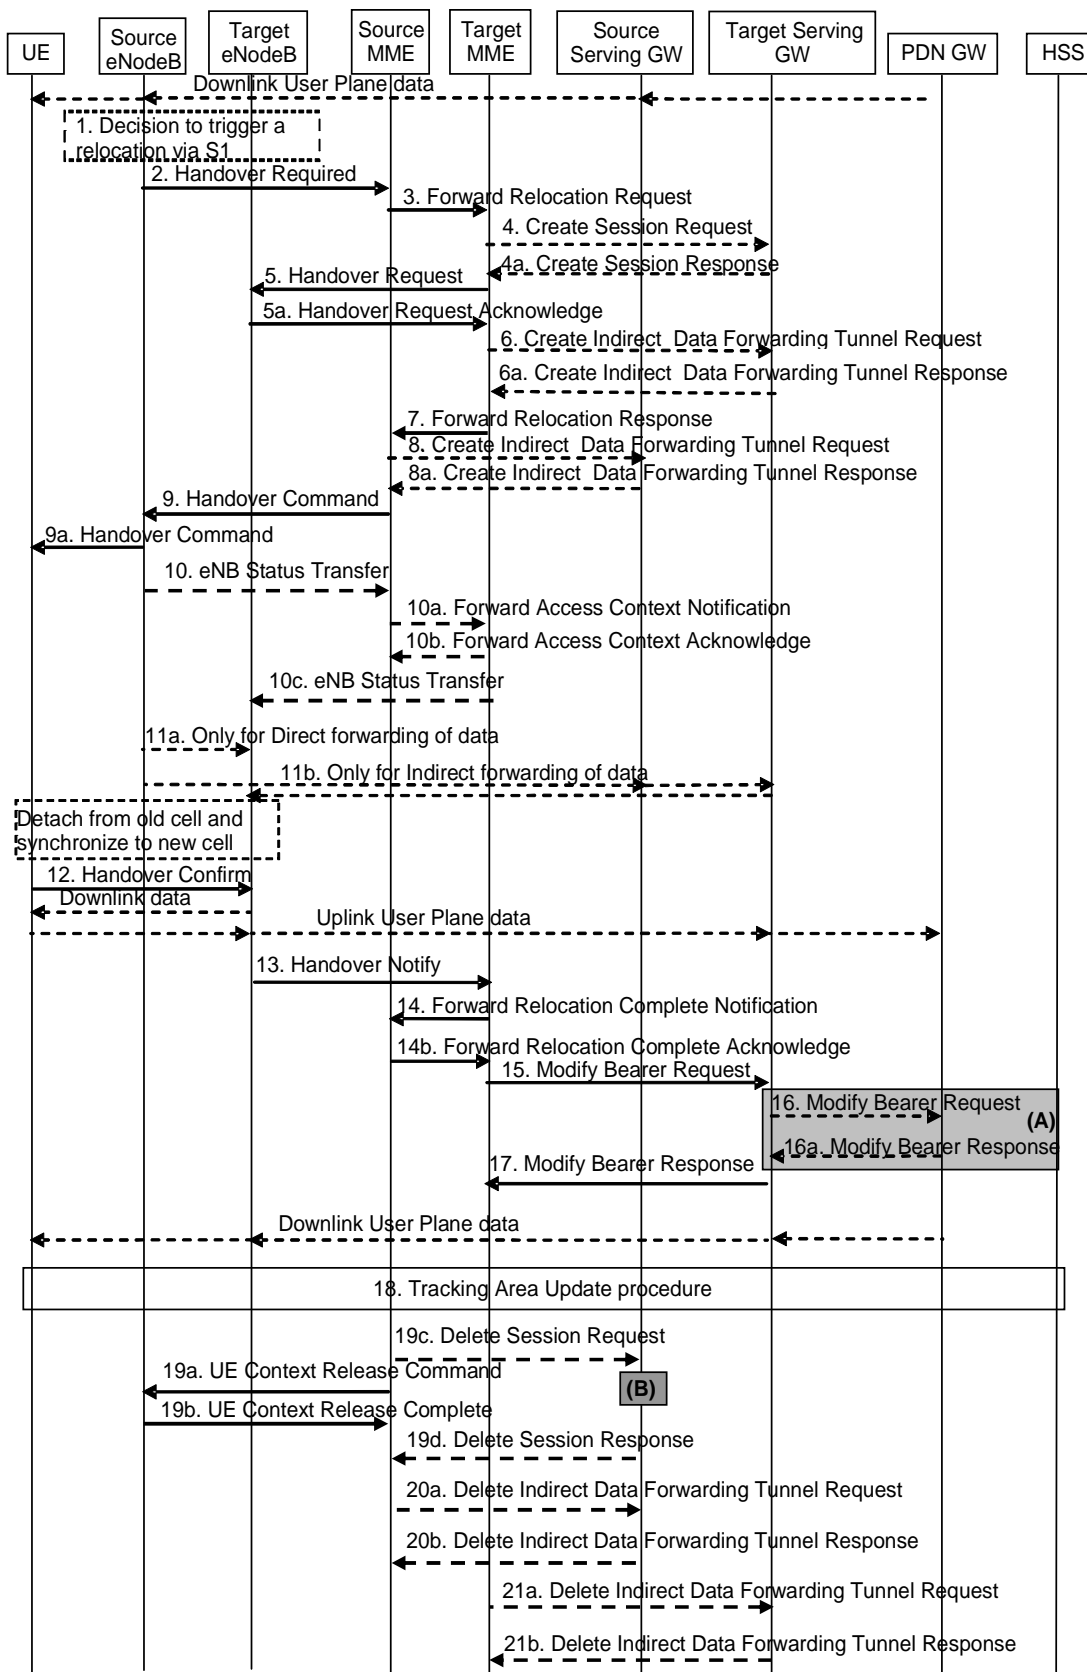 UE
Source
eNodeB
Target
eNodeB
Source
MME
Target
MME
Source
Serving GW
Target Serving
GW
PDN GW
HSS
Downlink User Plane data
1. Decision to trigger a
relocation via S1
2. Handover Required
3. Forward Relocation Request
4. Create Session Request
4a. Create Session Response
5. Handover Request
5a. Handover Request Acknowledge
6. Create Indirect Data Forwarding Tunnel Request
6a. Create Indirect Data Forwarding Tunnel Response
7. Forward Relocation Response
8. Create Indirect Data Forwarding Tunnel Request
8a. Create Indirect Data Forwarding Tunnel Response
9. Handover Command
9a. Handover Command
10. eNB Status Transfer
10a. Forward Access Context Notification
10b. Forward Access Context Acknowledge
10c. eNB Status Transfer
11a. Only for Direct forwarding of data
11b. Only for Indirect forwarding of data
Detach from old cell and
synchronize to new cell
12. Handover Confirm
Downlink data
Uplink User Plane data
13. Handover Notify
14. Forward Relocation Complete Notification
14b. Forward Relocation Complete Acknowledge
15. Modify Bearer Request
16. Modify Bearer Request
(A)
16a. Modify Bearer Response
17. Modify Bearer Response
Downlink User Plane data
18. Tracking Area Update procedure
19c. Delete Session Request
19a. UE Context Release Command
(B)
19b. UE Context Release Complete
19d. Delete Session Response
20a. Delete Indirect Data Forwarding Tunnel Request
20b. Delete Indirect Data Forwarding Tunnel Response
21a. Delete Indirect Data Forwarding Tunnel Request
21b. Delete Indirect Data Forwarding Tunnel Response